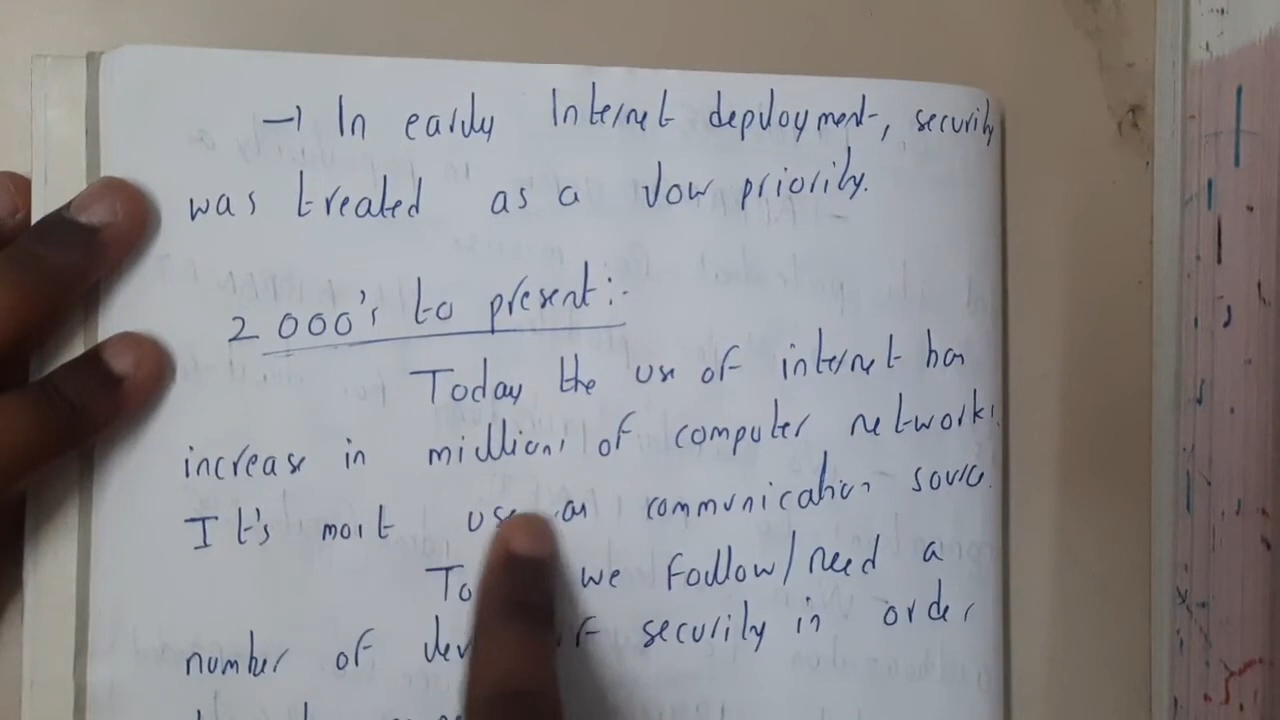 → In early Internet deployment, security
was treated as a low priority.
2000's to present:-
Today the use of internet has
increase in millions of computer networks.
It's most use as communication source.
we follow/need a
number of of security in order